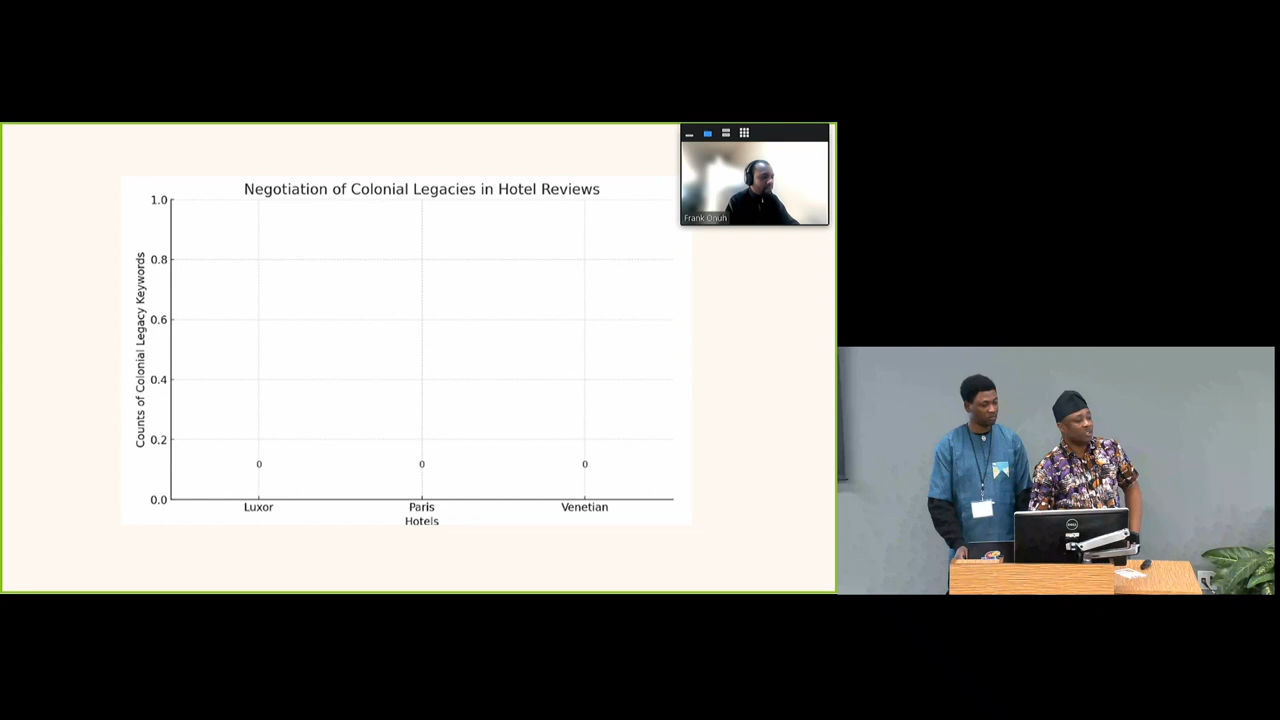 Negotiation of Colonial Legacies in Hotel Reviews
Counts of Colonial Legacy Keywords
1.0
0.8
0.6
0.4
0.2
0.0
0
0
0
Luxor
Paris
Venetian
Hotels
Frank Onuh
DELL